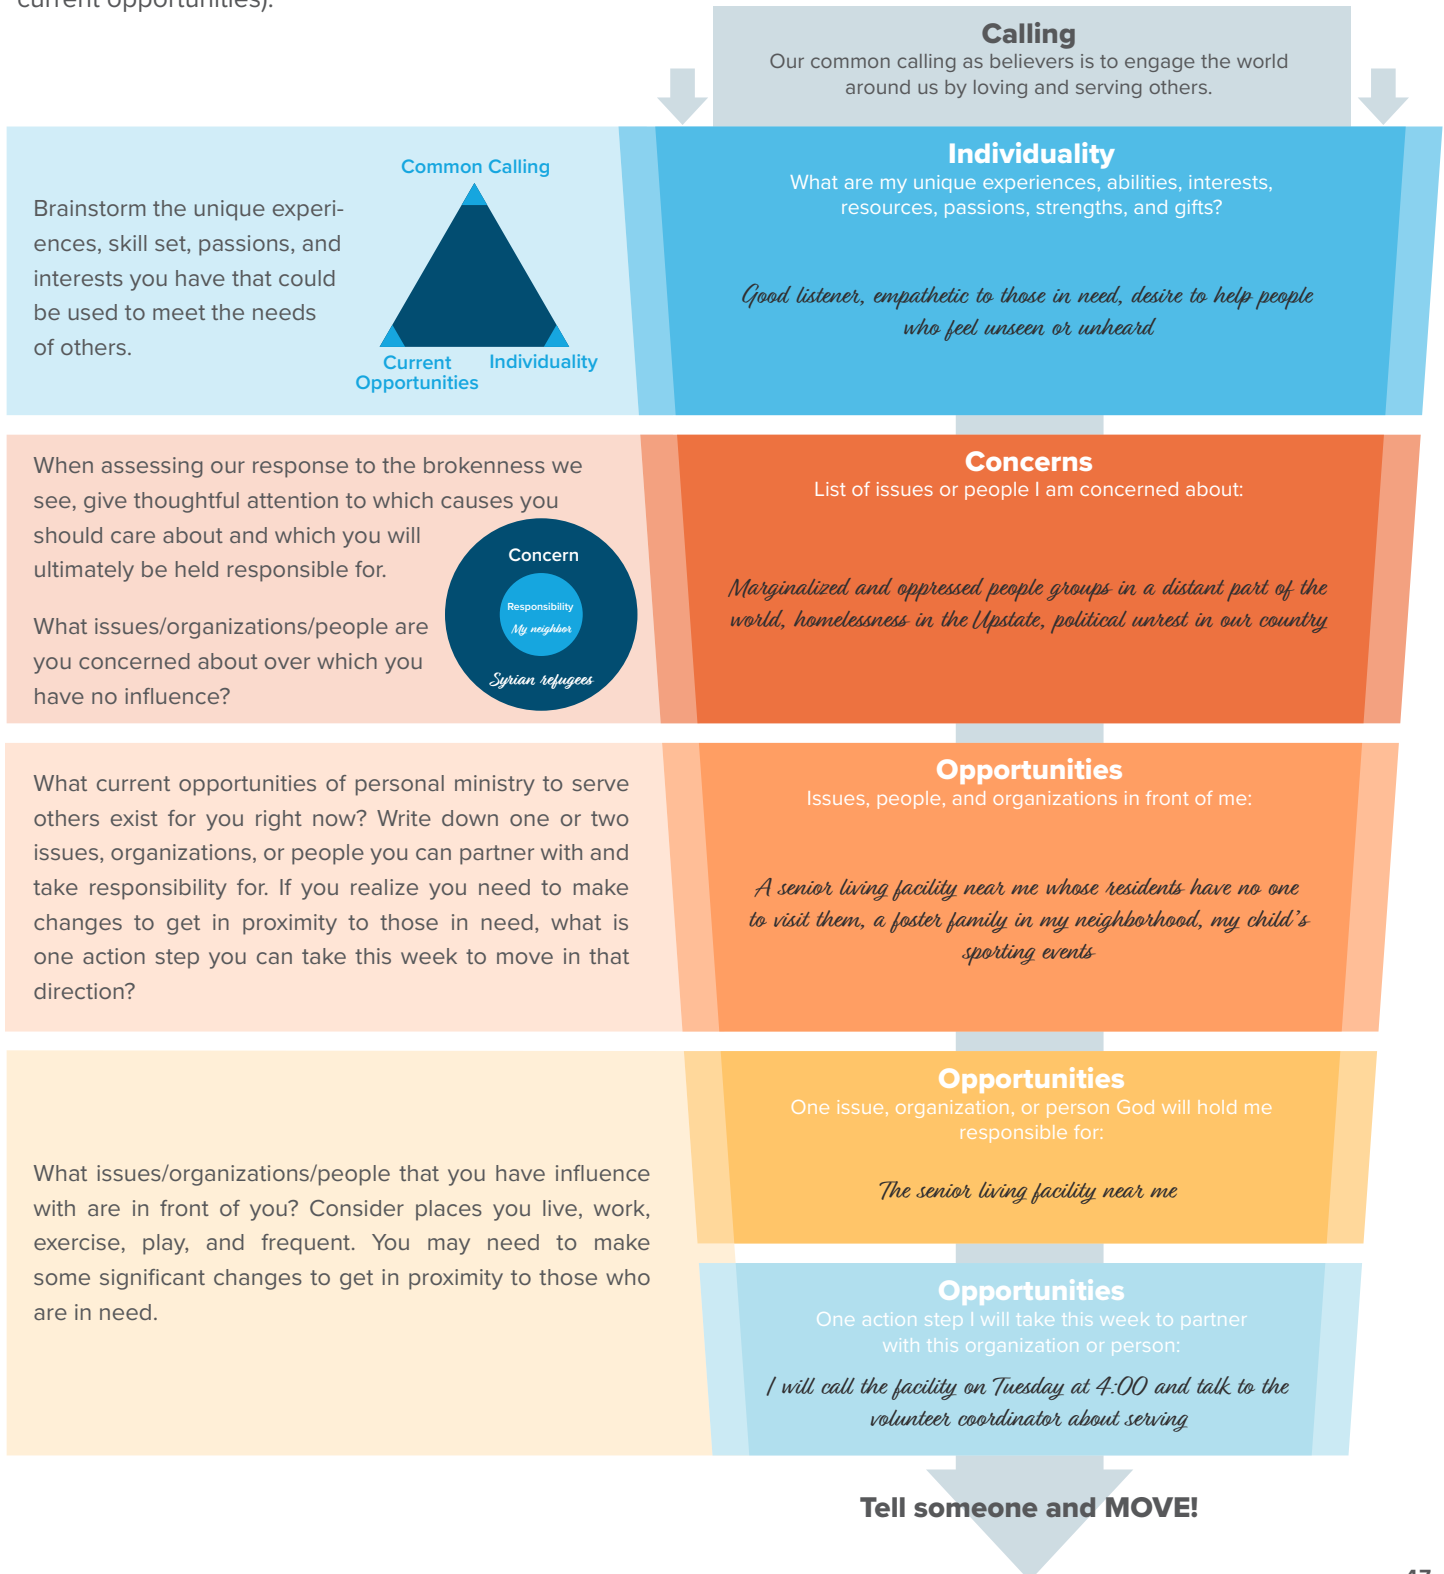 current opportunities).
Calling
Our common calling as believers is to engage the world
around us by loving and serving others.
Brainstorm the unique experi-
ences, skill set, passions, and
interests you have that could
be used to meet the needs
of others.
Common Calling
Current
Opportunities
Individuality
Individuality
What are my unique experiences, abilities, interests,
resources, passions, strengths, and gifts?
Good listener, empathetic to those in need, desire to help people
who feel unseen or unheard
When assessing our response to the brokenness we
see, give thoughtful attention to which causes you
should care about and which you will
ultimately be held responsible for.
What issues/organizations/people are
you concerned about over which you
have no influence?
Concern
Responsibility
My neighbor
Syrian refugees
Concerns
List of issues or people I am concerned about:
Marginalized and oppressed people groups in a distant part of the
world, homelessness in the Upstate, political unrest in our country
What current opportunities of personal ministry to serve
others exist for you right now? Write down one or two
issues, organizations, or people you can partner with and
take responsibility for. If you realize you need to make
changes to get in proximity to those in need, what is
one action step you can take this week to move in that
direction?
Opportunities
Issues, people, and organizations in front of me:
A senior living facility near me whose residents have no one
to visit them, a foster family in my neighborhood, my child's
sporting events
What issues/organizations/people that you have influence
with are in front of you? Consider places you live, work,
exercise, play, and frequent. You may need to make
some significant changes to get in proximity to those who
are in need.
Opportunities
One issue, organization, or person God will hold me
responsible for:
The senior living facility near me
Opportunities
One action step I will take this week to partner
with this organization or person:
I will call the facility on Tuesday at 4:00 and talk to the
volunteer coordinator about serving
Tell someone and MOVE!